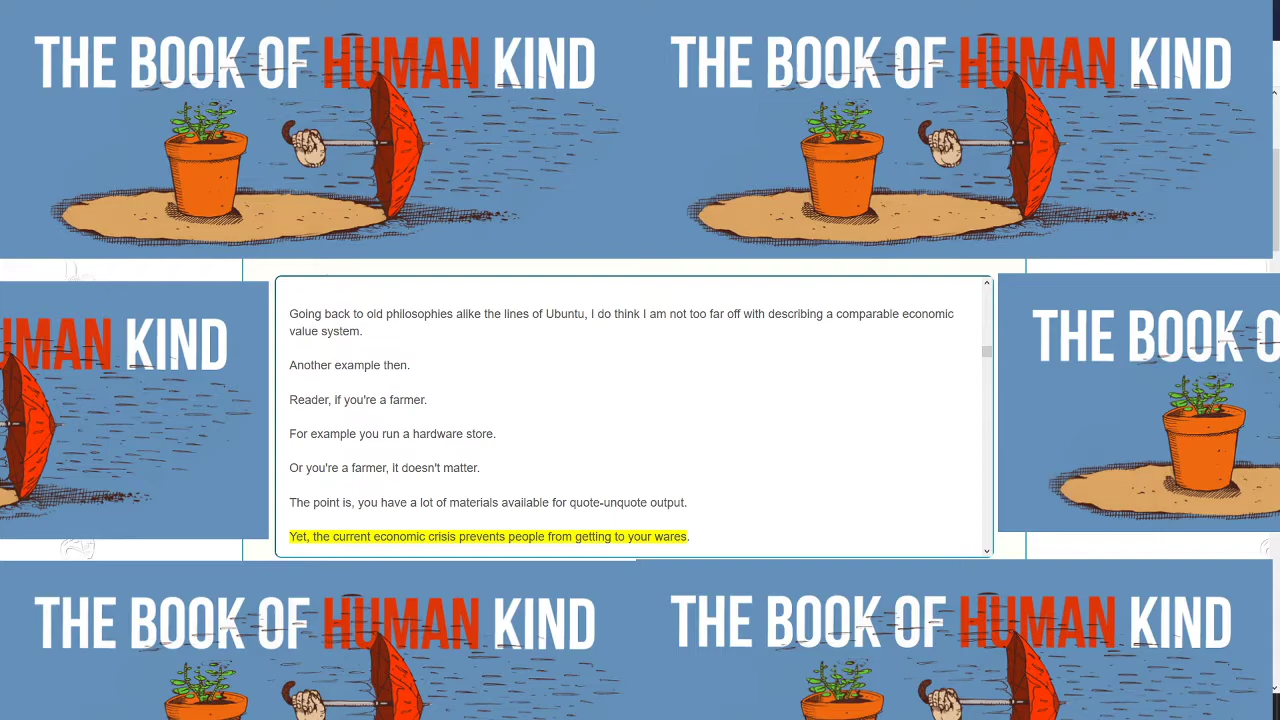 THE BOOK OF HUMAN KIND
THE BOOK OF HUMAN KIND
Going back to old philosophies alike the lines of Ubuntu, I do think I am not too far off with describing a comparable economic
value system.
Another example then.
Reader, if you're a farmer.
For example you run a hardware store.
Or you're a farmer, it doesn't matter.
The point is, you have a lot of materials available for quote-unquote output.
Yet, the current economic crisis prevents people from getting to your wares.
UMAN KIND
THE BOOK O
THE BOOK OF HUMAN KIND
THE BOOK OF HUMAN KIND